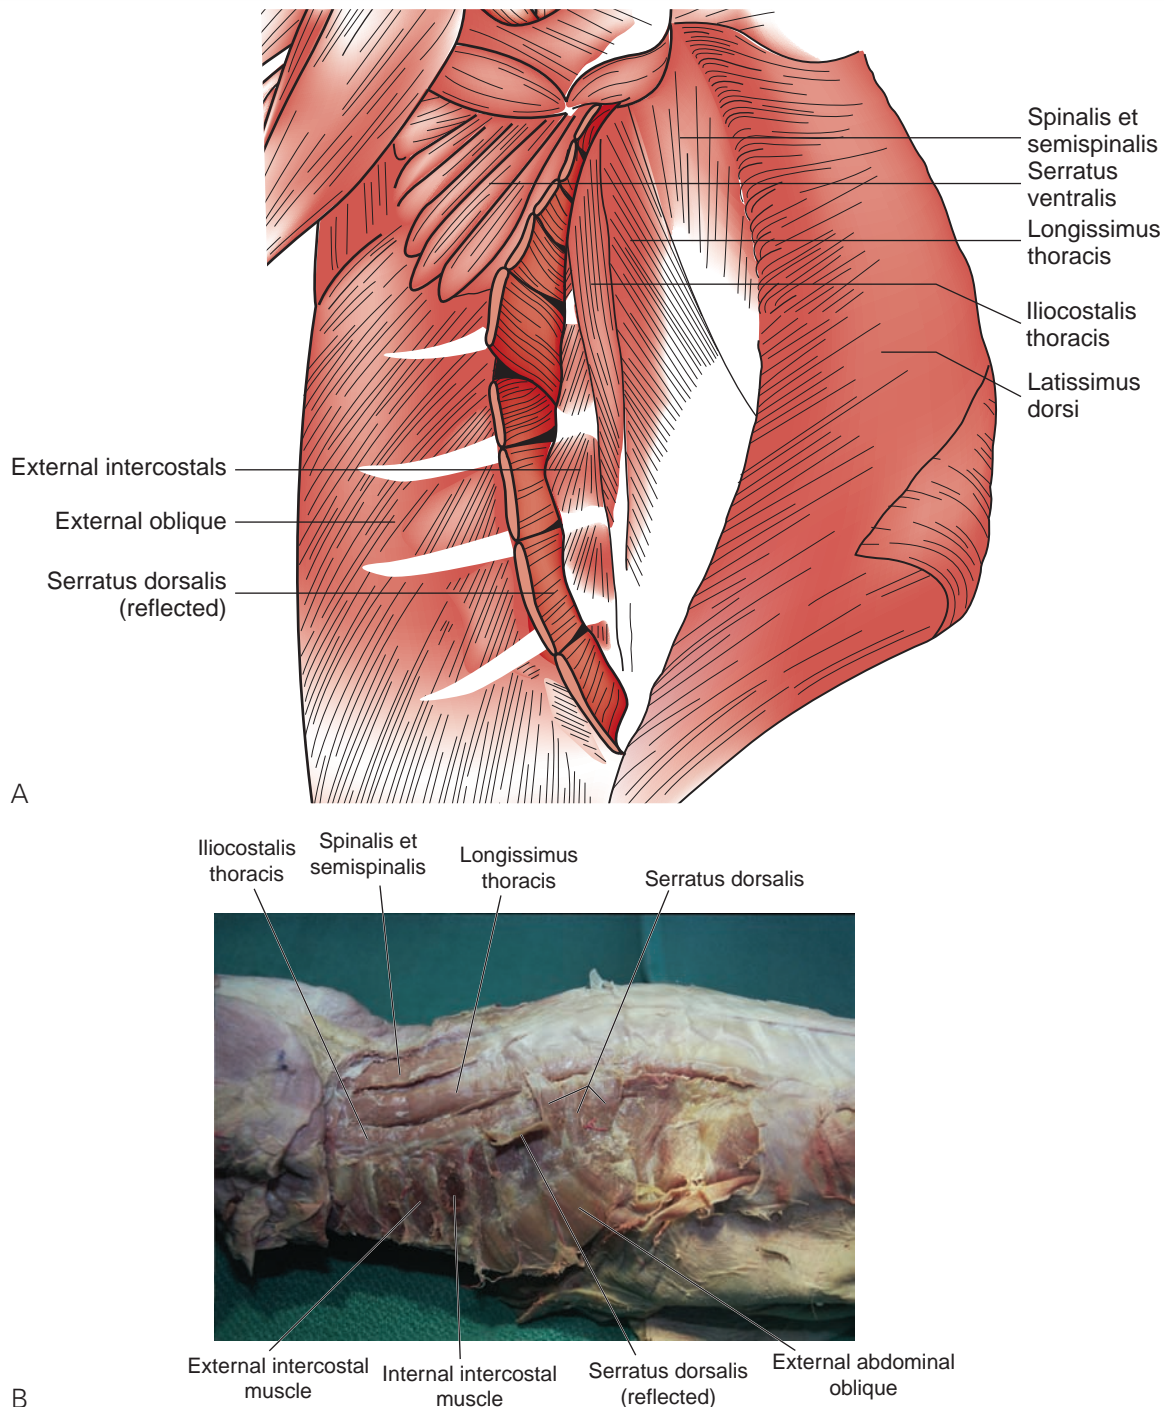 Spinalis et
semispinalis
Serratus
ventralis
Longissimus
thoracis
Iliocostalis
thoracis
Latissimus
dorsi
External intercostals
External oblique
Serratus dorsalis
(reflected)
A
Iliocostalis
thoracis
Spinalis et
semispinalis
Longissimus
thoracis
Serratus dorsalis
External intercostal
muscle
Internal intercostal
muscle
Serratus dorsalis
(reflected)
External abdominal
oblique
B